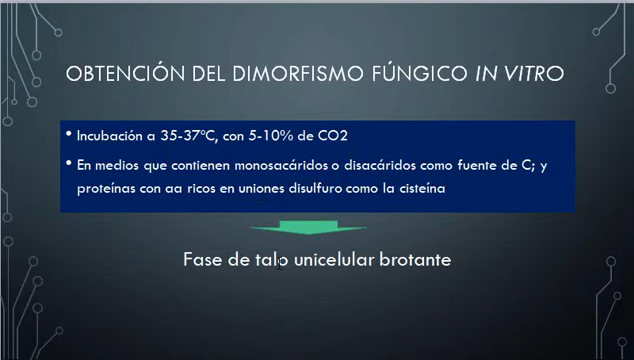 OBTENCIÓN DEL DIMORFISMO FÚNGICO IN VITRO
• Incubación a 35-37ºC, con 5-10% de CO2
• En medios que contienen monosacáridos o disacáridos como fuente de C; y
proteínas con aa ricos en uniones disulfuro como la cisteína
Fase de talo unicelular brotante